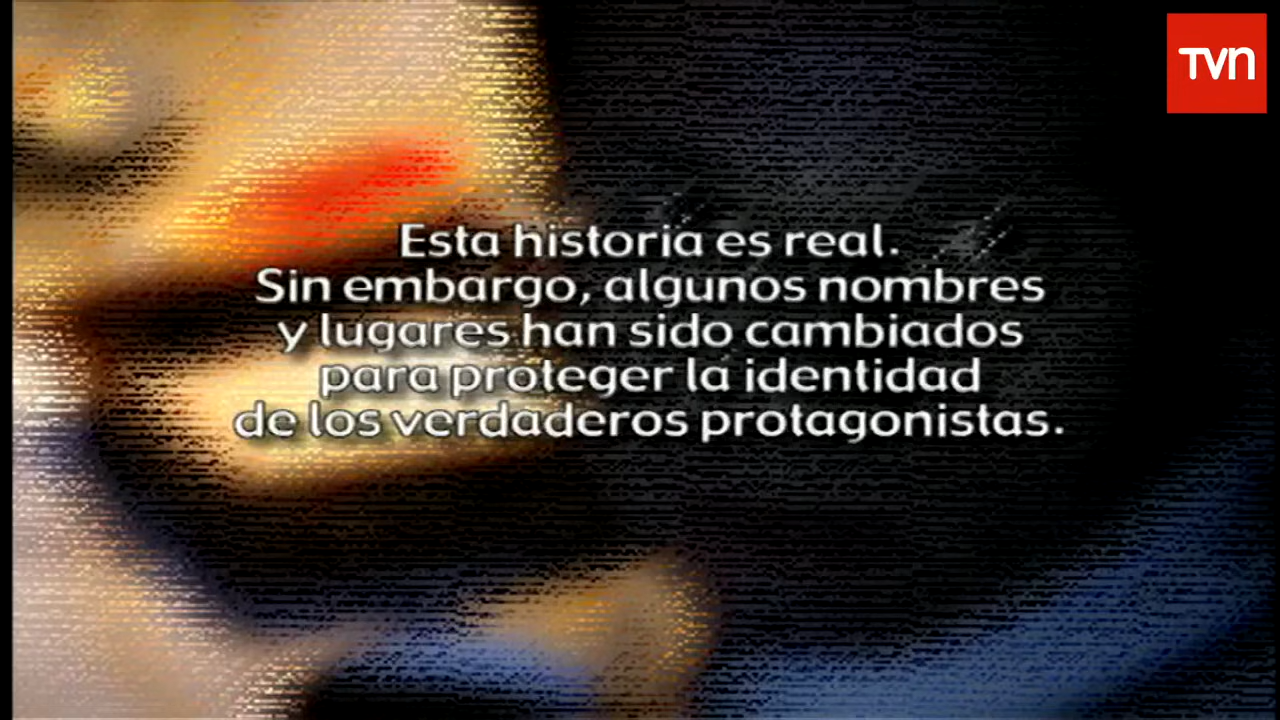 TVN
Esta historia es real.
Sin embargo, algunos nombres
y lugares han sido cambiados
para proteger la identidad
de los verdaderos protagonistas.